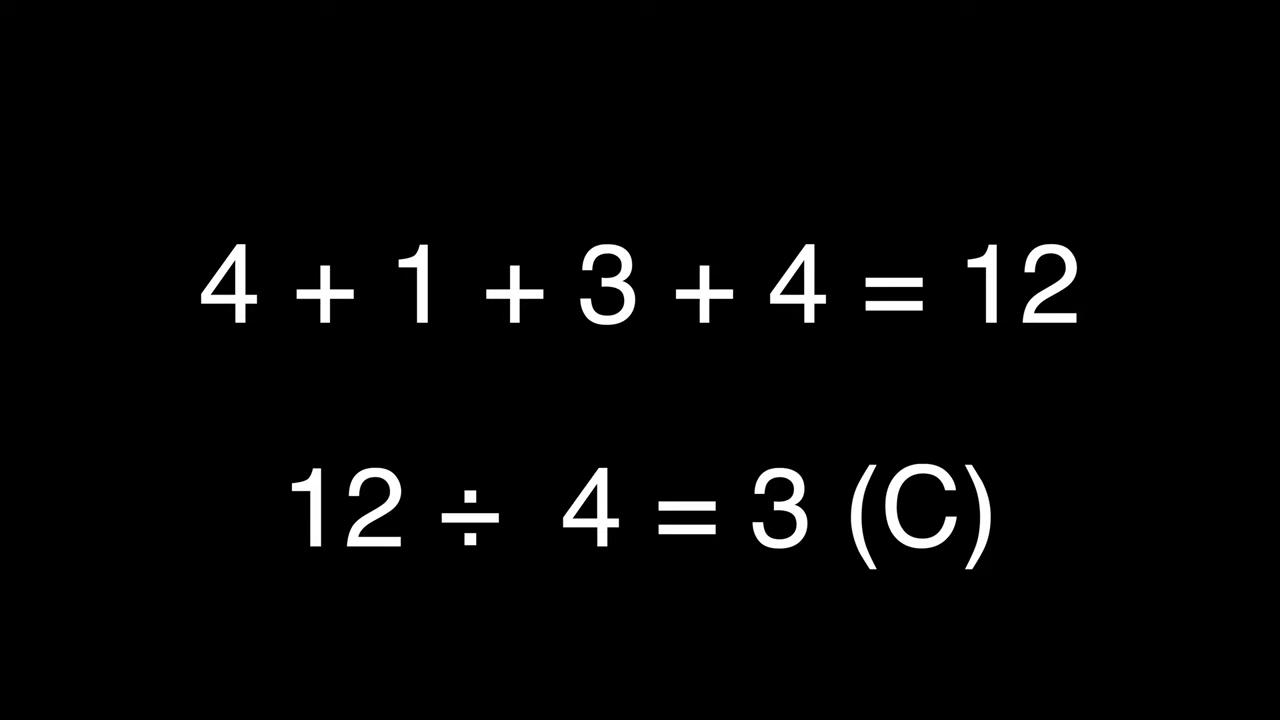 4 + 1 + 3 + 4 = 12
12 ÷ 4 = 3 (C)